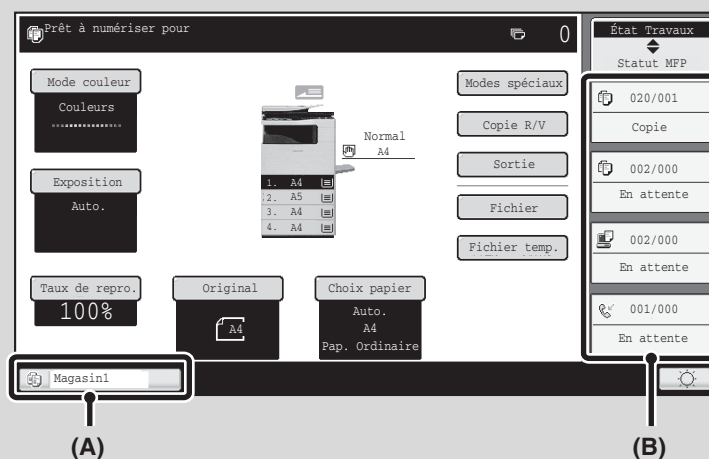 Prêt à numériser pour
0
Mode couleur
Couleurs
Exposition
Auto.
Taux de repro.
100%
Original
A4
Choix papier
Auto.
A4
Pap. Ordinaire
Normal
A4
1. A4
2. A5
3. A4
4. A4
Modes spéciaux
Copie R/V
Sortie
Fichier
Fichier temp.
État Travaux
Statut MFP
020/001
Copie
002/000
En attente
002/000
En attente
001/000
En attente
Magasin1
(A)
(B)